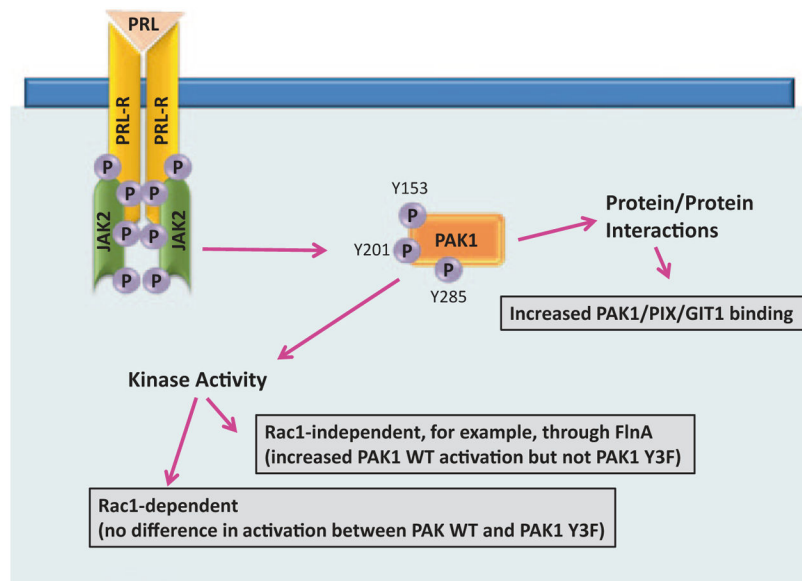 PRL
PRL-R
PRL-R
P
P
P
P
P
P
P
P
JAK2
JAK2
Y153
P
Y201
P
PAK1
P
Y285
Protein/Protein
Interactions
Increased PAK1/PIX/GIT1 binding
Kinase Activity
Rac1-independent, for example, through FlnA
(increased PAK1 WT activation but not PAK1 Y3F)
Rac1-dependent
(no difference in activation between PAK WT and PAK1 Y3F)